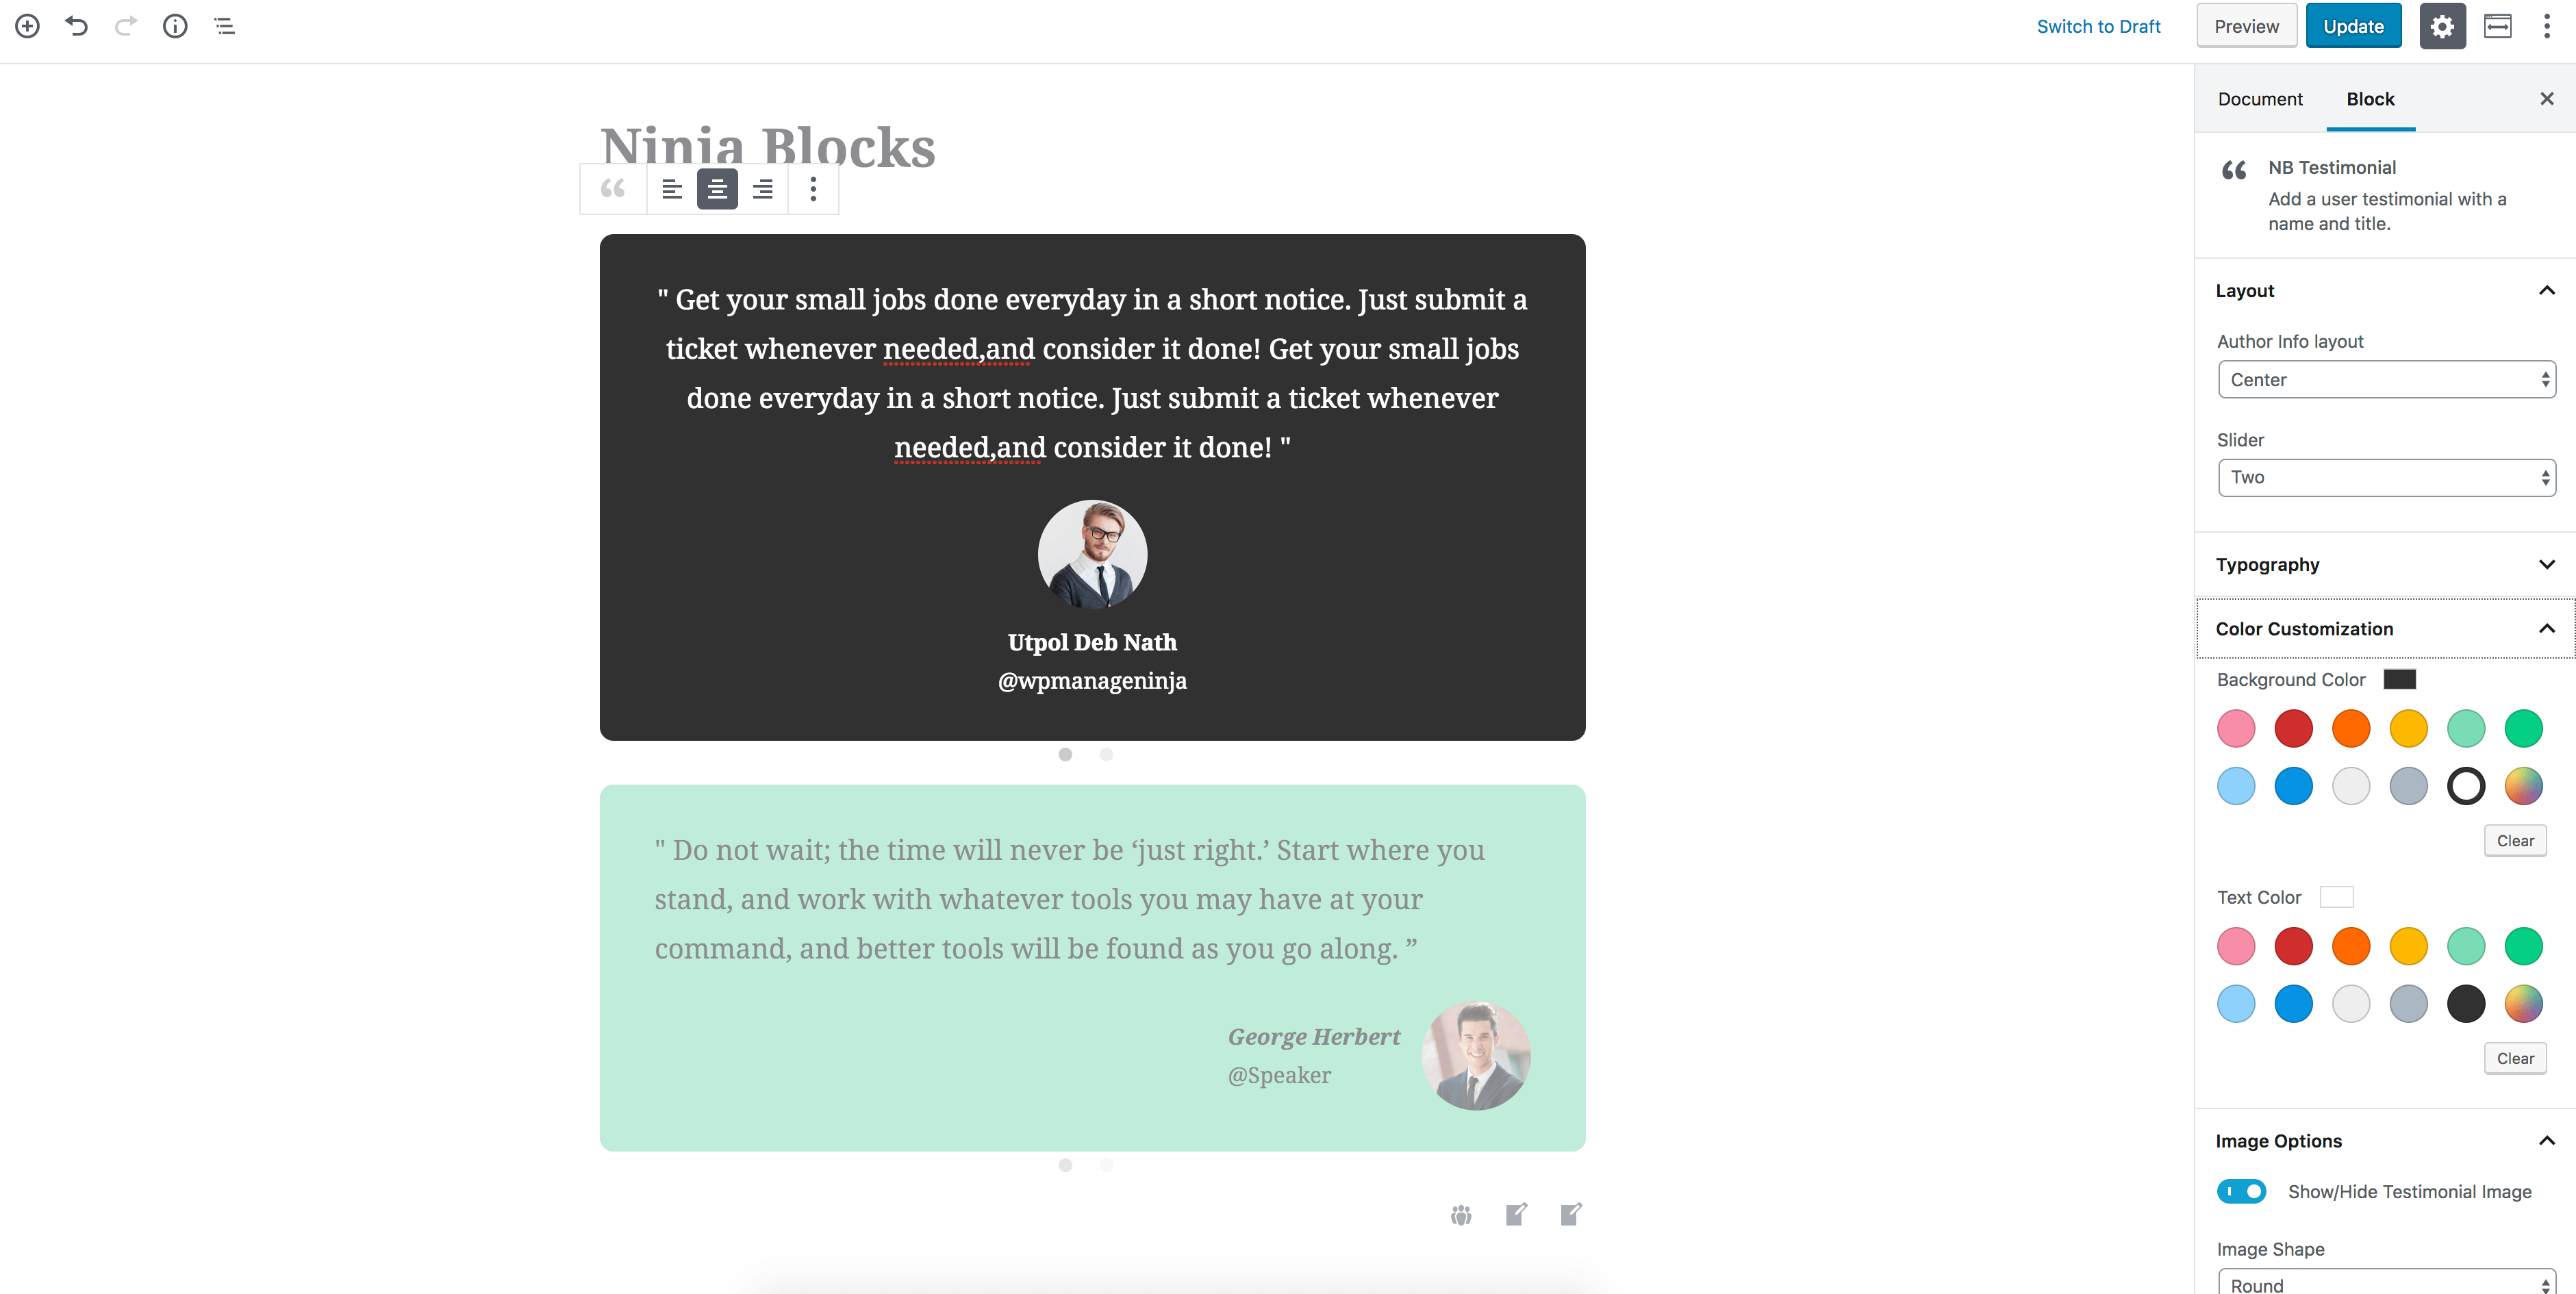 Switch to Draft
Preview
Update
Ninja Blocks
" Get your small jobs done everyday in a short notice. Just submit a
ticket whenever needed,and consider it done! Get your small jobs
done everyday in a short notice. Just submit a ticket whenever
needed,and consider it done! "
Utpol Deb Nath
@wpmanageninja
" Do not wait; the time will never be ‘just right.’ Start where you
stand, and work with whatever tools you may have at your
command, and better tools will be found as you go along. ”
George Herbert
@Speaker
Document
Block
NB Testimonial
Add a user testimonial with a
name and title.
Layout
Author Info layout
Center
Slider
Two
Typography
Color Customization
Background Color
Clear
Text Color
Clear
Image Options
Show/Hide Testimonial Image
Image Shape
Round